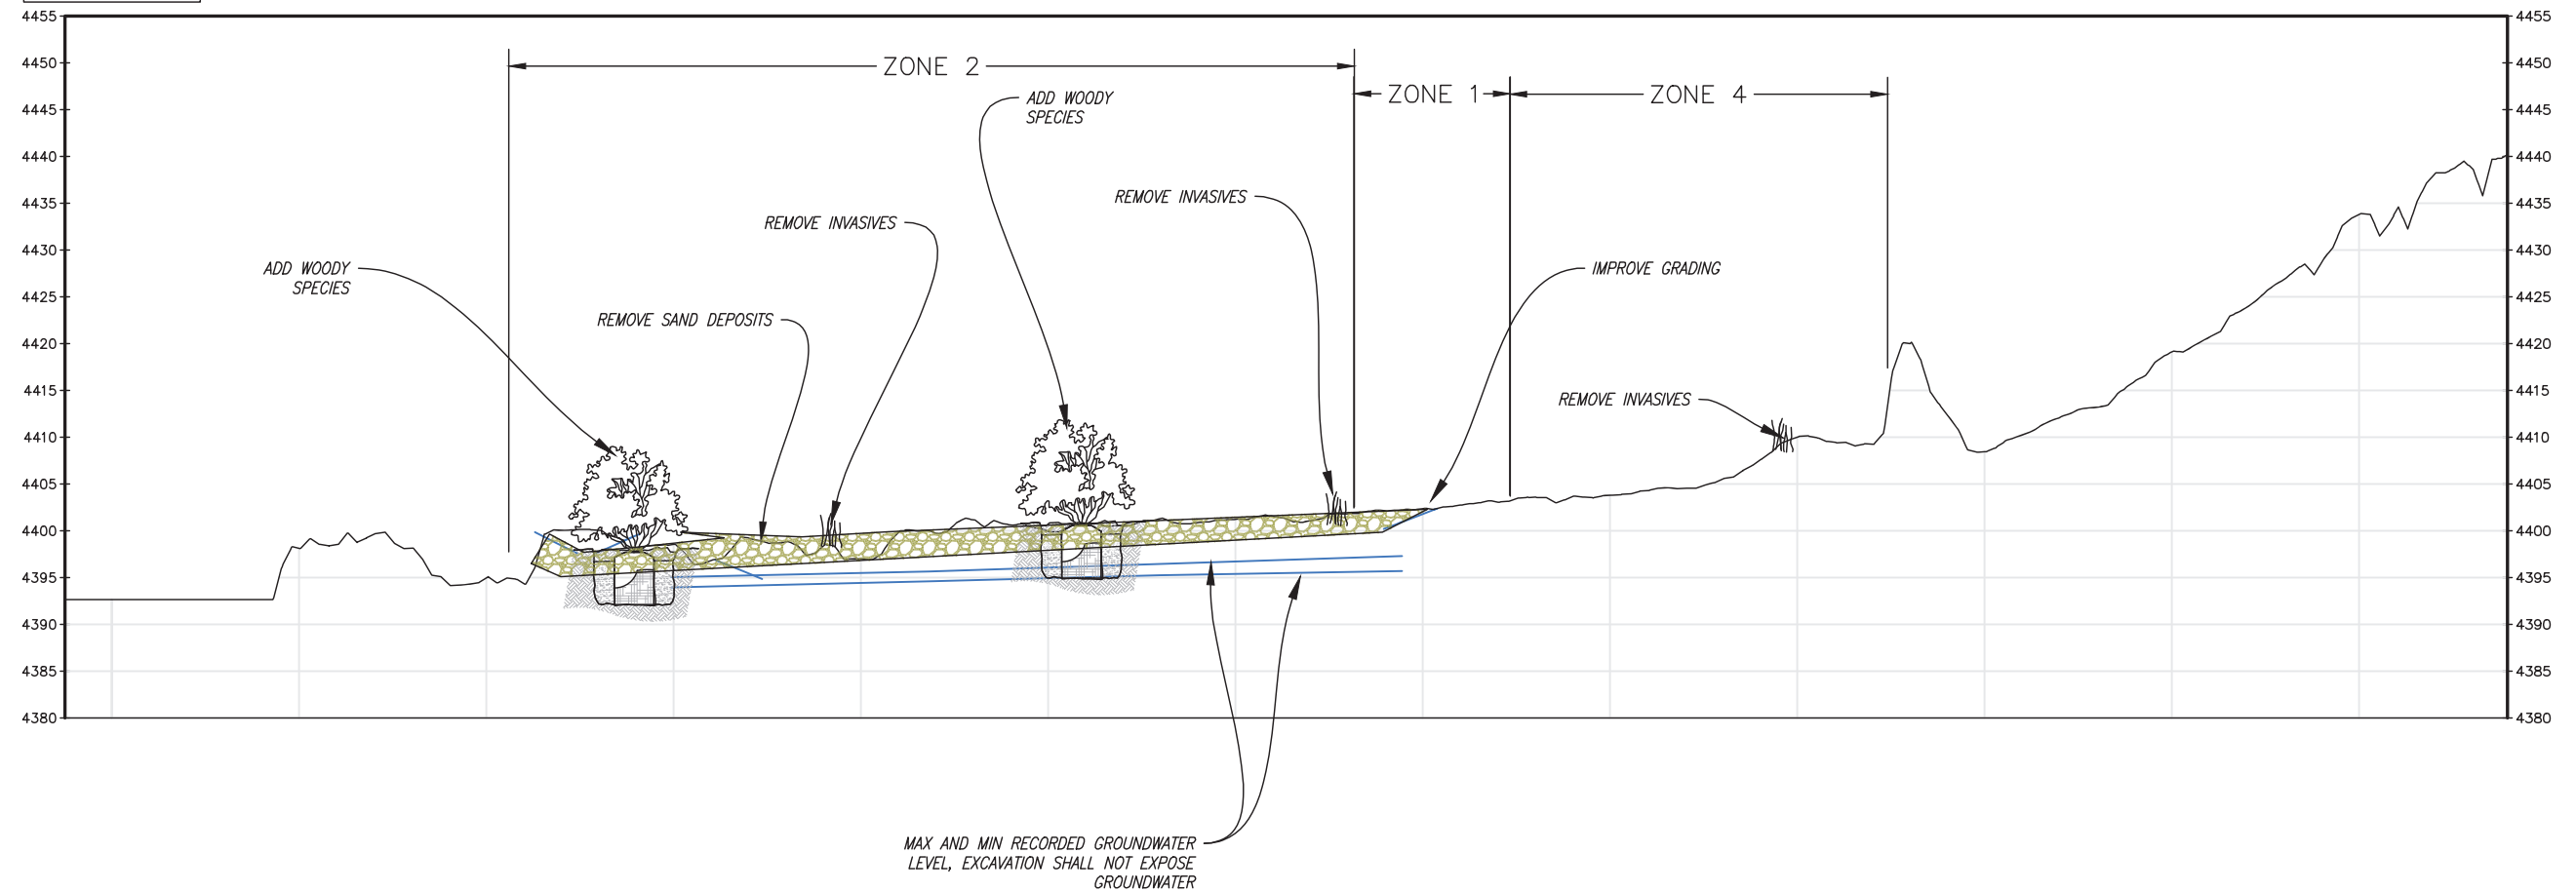 4455
4455
4450
ZONE 2
4450
ZONE 1
ZONE 4
ADD WOODY
SPECIES
4445
4445
4440
4440
REMOVE INVASIVES
4435
4435
REMOVE INVASIVES
4430
4430
ADD WOODY
SPECIES
IMPROVE GRADING
4425
4425
REMOVE SAND DEPOSITS
4420
4420
4415
4415
REMOVE INVASIVES
4410
4410
4405
4405
4400
4400
4395
4395
4390
4390
4385
4385
4380
4380
MAX AND MIN RECORDED GROUNDWATER
LEVEL, EXCAVATION SHALL NOT EXPOSE
GROUNDWATER